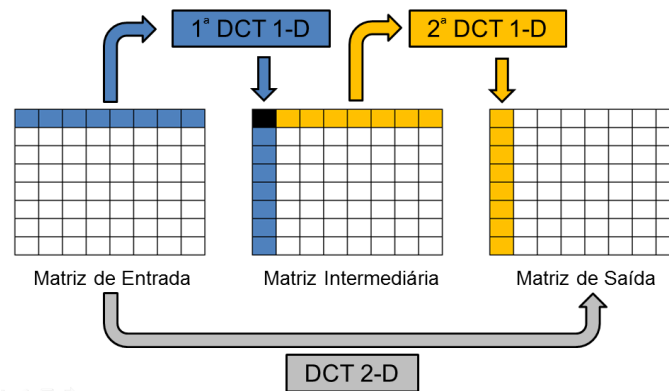 1ª DCT 1-D
2ª DCT 1-D
Matriz de Entrada
Matriz Intermediária
Matriz de Saída
DCT 2-D